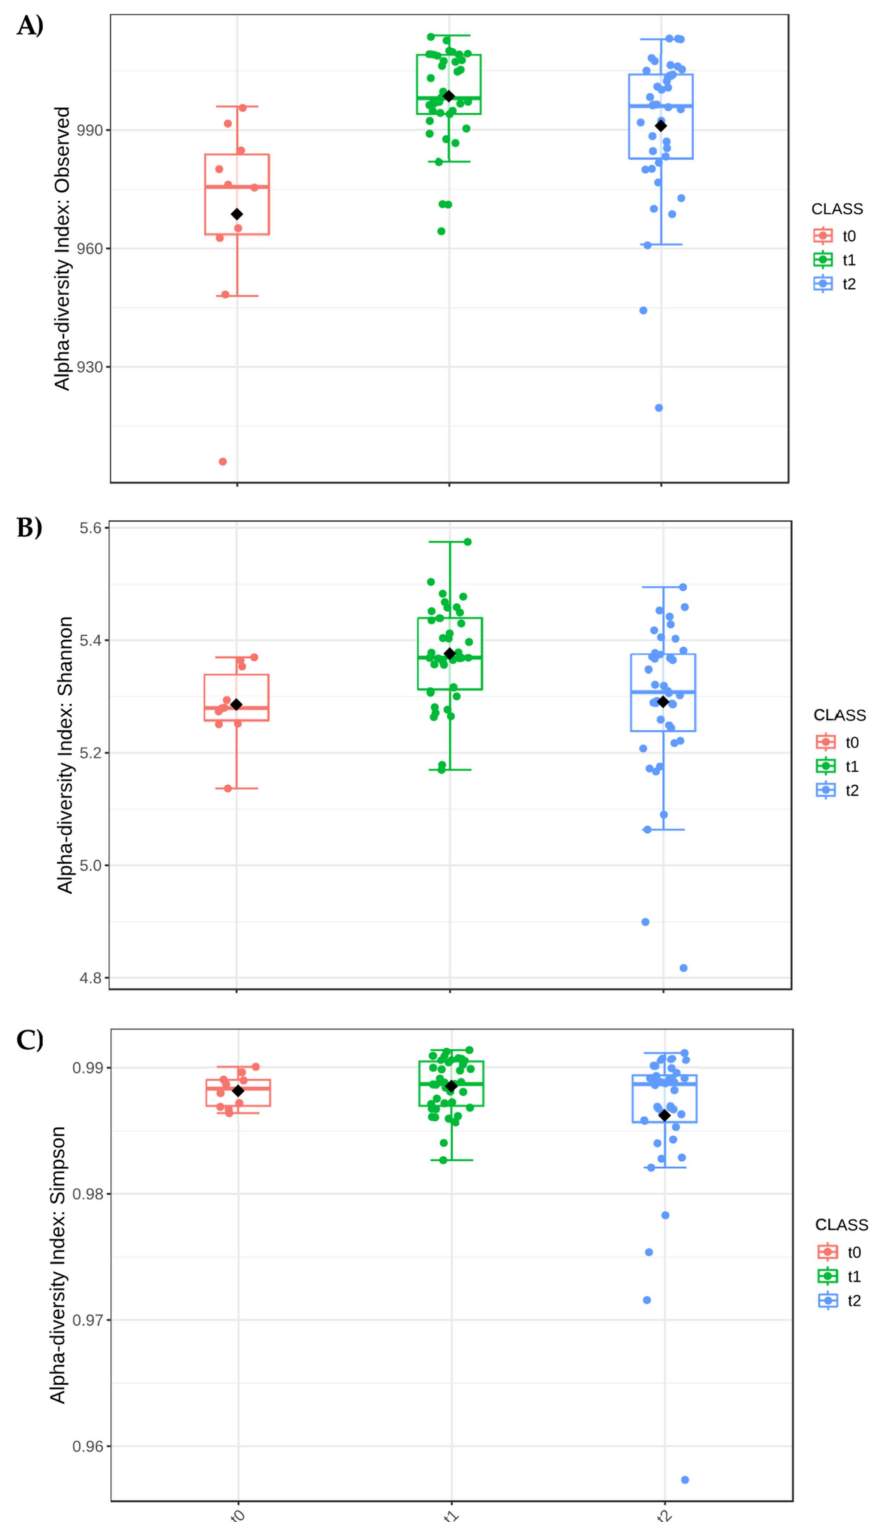 A)
Alpha-diversity Index: Observed
990
960
930
CLASS
t0
t1
t2
B)
Alpha-diversity Index: Shannon
5.6
5.4
5.2
5.0
4.8
CLASS
t0
t1
t2
C)
Alpha-diversity Index: Simpson
0.99
0.98
0.97
0.96
CLASS
t0
t1
t2
t0
t1
t2